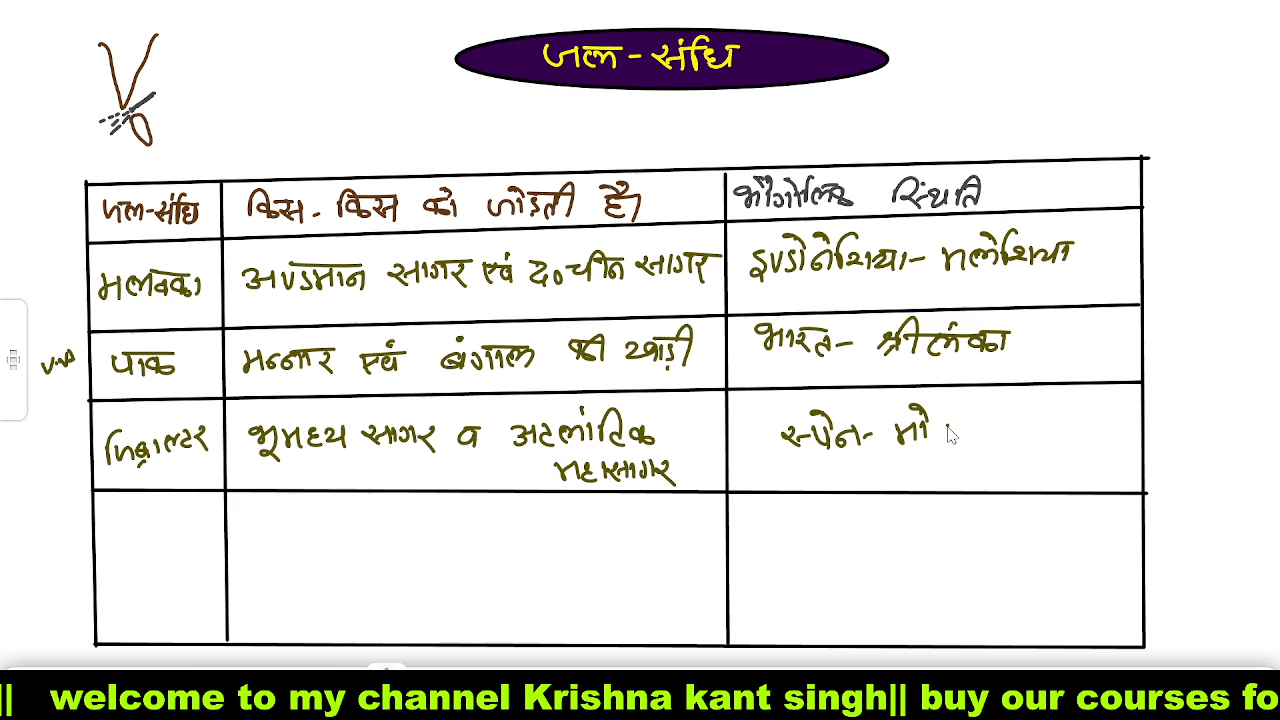 जल-संधि
जल-संधि किस-किस को जोड़ती है। भौगोलिक स्थिति
मलक्का अण्डमान सागर एवं द० चीन सागर इण्डोनेशिया-मलेशिया
पाक मन्नार एवं बंगाल की खाड़ी भारत-श्रीलंका
जिब्राल्टर भूमध्य सागर व अटलांटिक स्पेन-मो
महासागर
|| welcome to my channel Krishna kant singh|| buy our courses fo